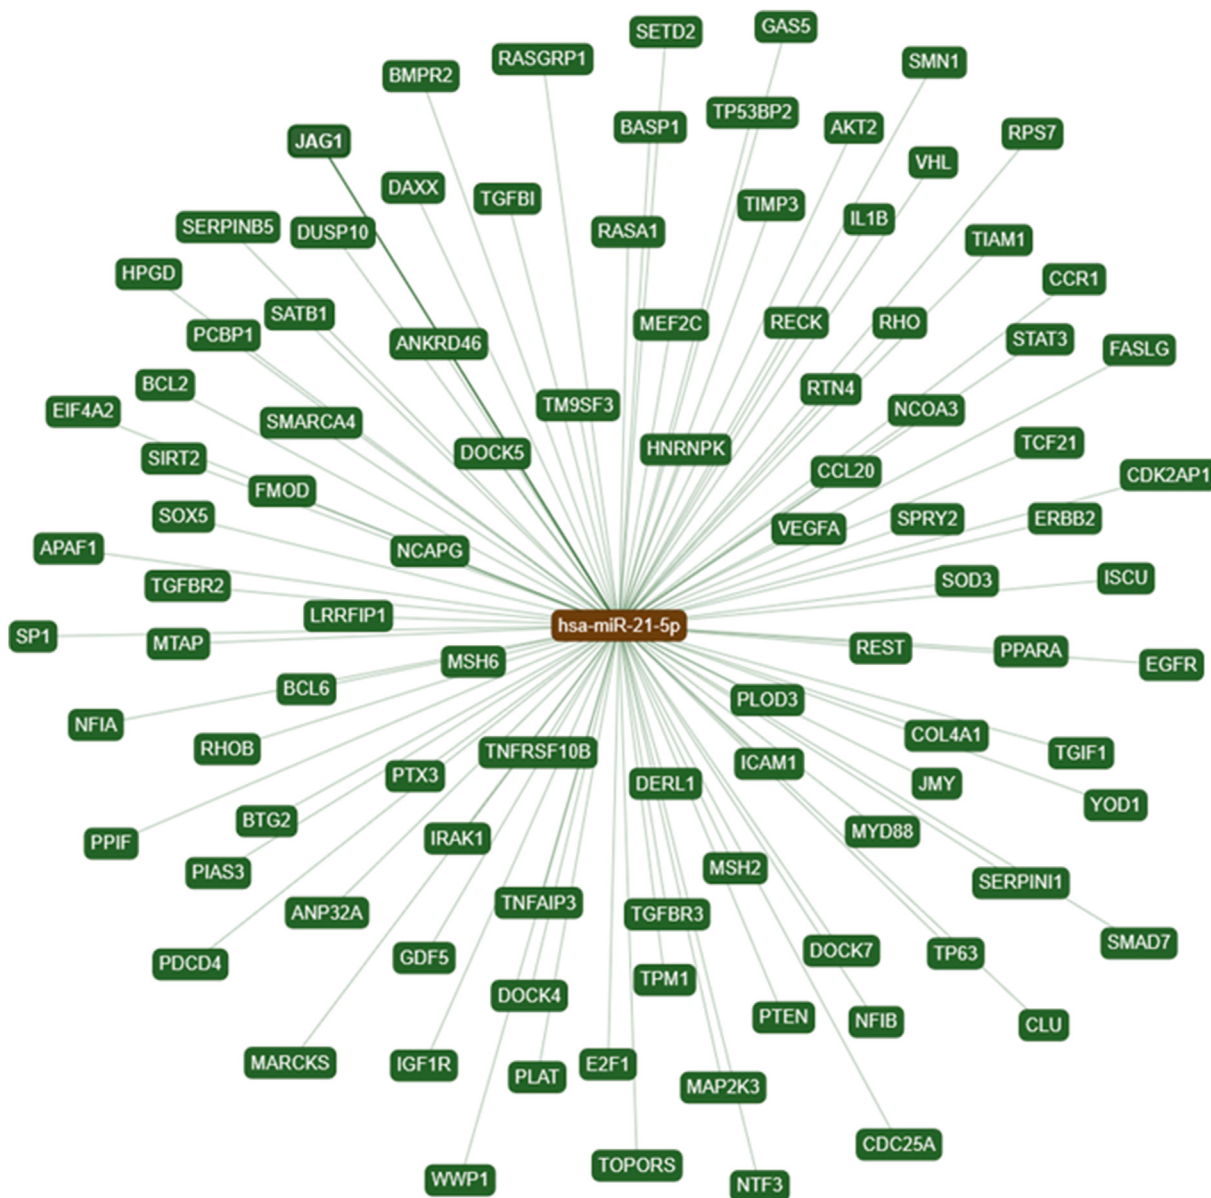 GAS5
SETD2
RASGRP1
SMN1
BMPR2
TP53BP2
BASP1
AKT2
RPS7
JAG1
VHL
DAXX
TGFBI
TIMP3
IL1B
SERPINB5
DUSP10
RASA1
TIAM1
HPGD
CCR1
SATB1
MEF2C
RECK
RHO
PCBP1
ANKRD46
STAT3
FASLG
BCL2
RTN4
EIF4A2
TM9SF3
NCOA3
SMARCA4
TCF21
HNRNPK
DOCK5
SIRT2
CCL20
CDK2AP1
FMOD
SOX5
VEGFA
SPRY2
ERBB2
APAF1
NCAPG
TGFBR2
SOD3
ISCU
LRRFIP1
hsa-miR-21-5p
SP1
MTAP
REST
PPARA
MSH6
EGFR
BCL6
PLOD3
NFIA
COL4A1
RHOB
TNFRSF10B
TGIF1
ICAM1
PTX3
DERL1
JMY
YOD1
BTG2
MYD88
IRAK1
PPIF
PIAS3
MSH2
SERPINI1
TNFAIP3
ANP32A
TGFBR3
SMAD7
DOCK7
TP63
GDF5
PDCD4
TPM1
DOCK4
PTEN
NFIB
CLU
MARCKS
IGF1R
E2F1
PLAT
MAP2K3
CDC25A
TOPORS
WWP1
NTF3